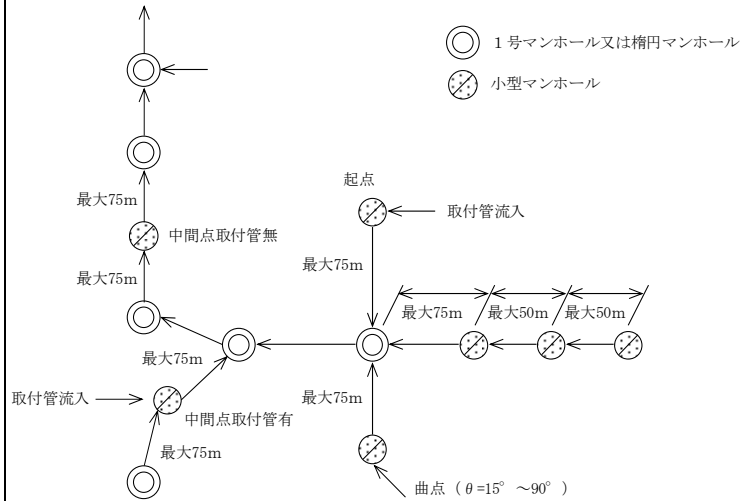 1号マンホール又は楕円マンホール
小型マンホール
起点
取付管流入
最大75m
中間点取付管無
最大75m
最大75m
最大75m
最大50m
最大50m
最大75m
取付管流入
中間点取付管有
最大75m
最大75m
曲点（θ=15°～90°）